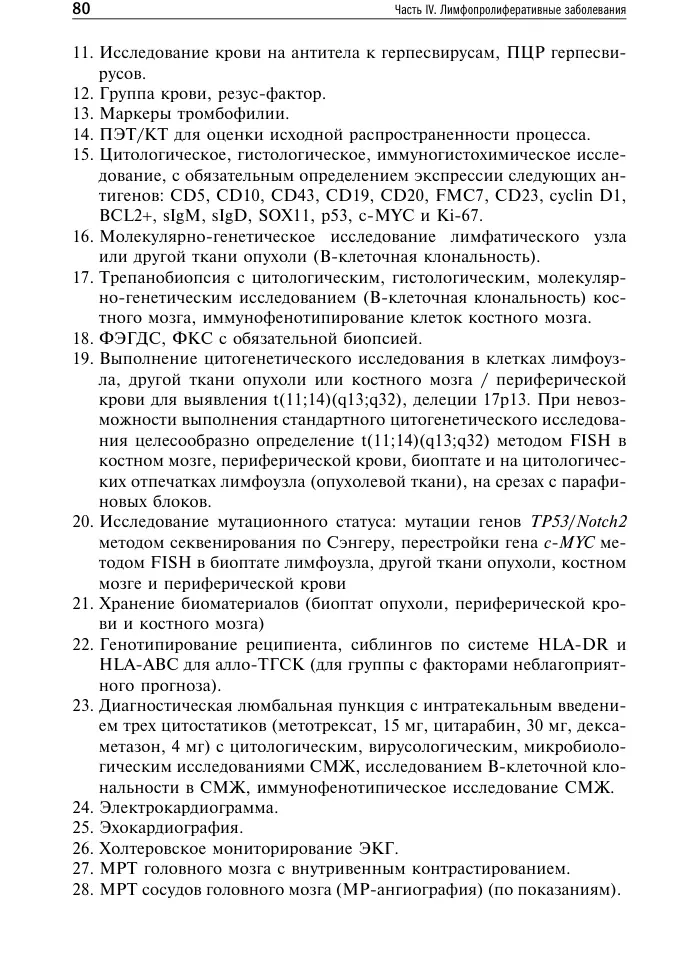 80
Часть IV. Лимфопролиферативные заболевания
11. Исследование крови на антитела к герпесвирусам, ПЦР герпесви-
русов.
12. Группа крови, резус-фактор.
13. Маркеры тромбофилии.
14. ПЭТ/КТ для оценки исходной распространенности процесса.
15. Цитологическое, гистологическое, иммуногистохимическое иссле-
дование, с обязательным определением экспрессии следующих ан-
тигенов: CD5, CD10, CD43, CD19, CD20, FMC7, CD23, cyclin D1,
BCL2+, sIgM, sIgD, SOX11, p53, c-MYC и Ki-67.
16. Молекулярно-генетическое исследование лимфатического узла
или другой ткани опухоли (В-клеточная клональность).
17. Трепанобиопсия с цитологическим, гистологическим, молекуляр-
но-генетическим исследованием (В-клеточная клональность) кос-
тного мозга, иммунофенотипирование клеток костного мозга.
18. ФЭГДС, ФКС с обязательной биопсией.
19. Выполнение цитогенетического исследования в клетках лимфоуз-
ла, другой ткани опухоли или костного мозга / периферической
крови для выявления t(11;14)(q13;q32), делеции 17p13. При невоз-
можности выполнения стандартного цитогенетического исследова-
ния целесообразно определение t(11;14)(q13;q32) методом FISH в
костном мозге, периферической крови, биоптате и на цитологичес-
ких отпечатках лимфоузла (опухолевой ткани), на срезах с парафи-
новых блоков.
20. Исследование мутационного статуса: мутации генов TP53/Notch2
методом секвенирования по Сэнгеру, перестройки гена c-MYC ме-
тодом FISH в биоптате лимфоузла, другой ткани опухоли, костном
мозге и периферической крови
21. Хранение биоматериалов (биоптат опухоли, периферической кро-
ви и костного мозга)
22. Генотипирование реципиента, сиблингов по системе HLA-DR и
HLA-ABC для алло-ТГСК (для группы с факторами неблагоприят-
ного прогноза).
23. Диагностическая люмбальная пункция с интратекальным введени-
ем трех цитостатиков (метотрексат, 15 мг, цитарабин, 30 мг, декса-
метазон, 4 мг) с цитологическим, вирусологическим, микробиоло-
гическим исследованиями СМЖ, исследованием В-клеточной кло-
нальности в СМЖ, иммунофенотипическое исследование СМЖ.
24. Электрокардиограмма.
25. Эхокардиография.
26. Холтеровское мониторирование ЭКГ.
27. МРТ головного мозга с внутривенным контрастированием.
28. МРТ сосудов головного мозга (МР-ангиография) (по показаниям).